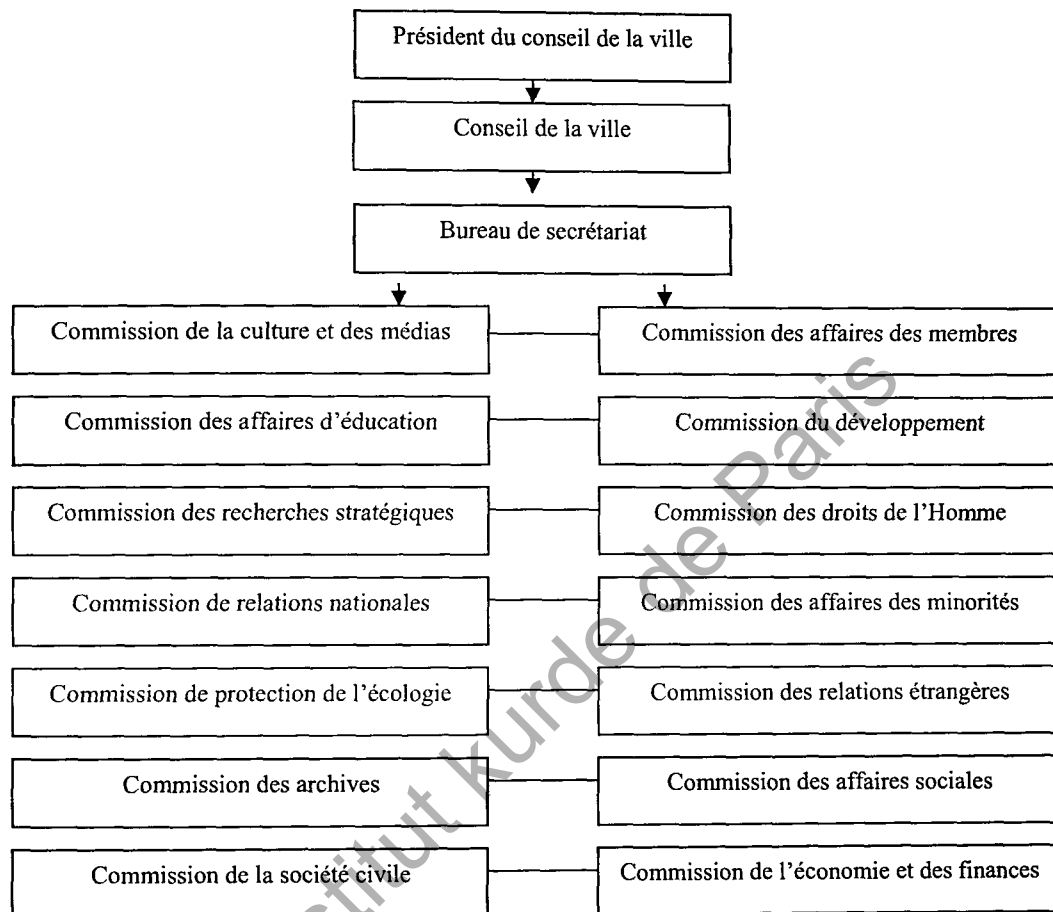 Président du conseil de la ville
Conseil de la ville
Bureau de secrétariat
Commission de la culture et des médias
Commission des affaires des membres
Commission des affaires d’éducation
Commission du développement
Commission des recherches stratégiques
Commission des droits de l’Homme
Commission de relations nationales
Commission des affaires des minorités
Commission de protection de l’écologie
Commission des relations étrangères
Commission des archives
Commission des affaires sociales
Commission de la société civile
Commission de l’économie et des finances
stitut kurde de Paris